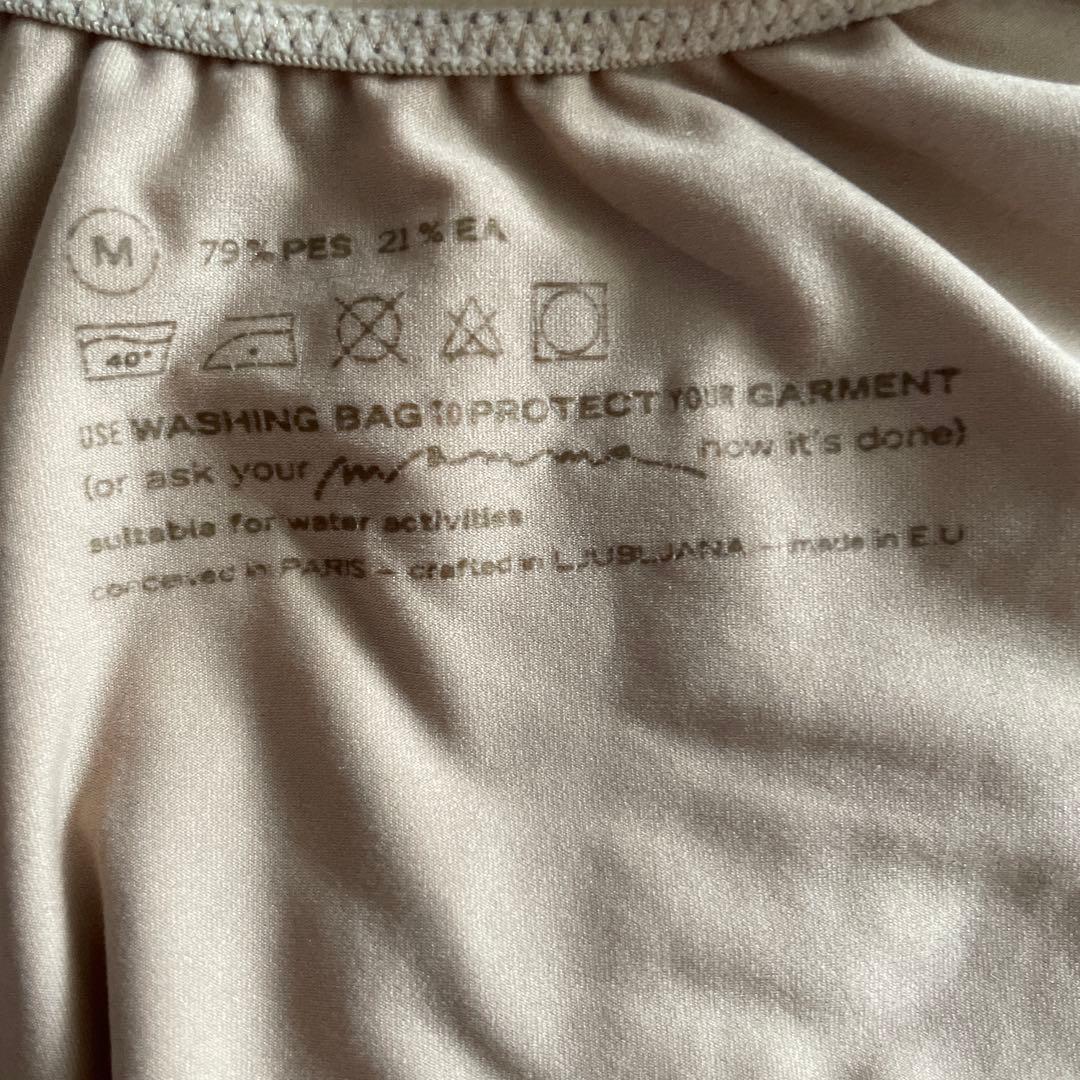 M 79% PES 21% EA
40°
USE WASHING BAG TO PROTECT YOUR GARMENT
(or ask your mamma how it's done)
suitable for water activities
conceived in PARIS - crafted in LJUBLJANA - made in E.U